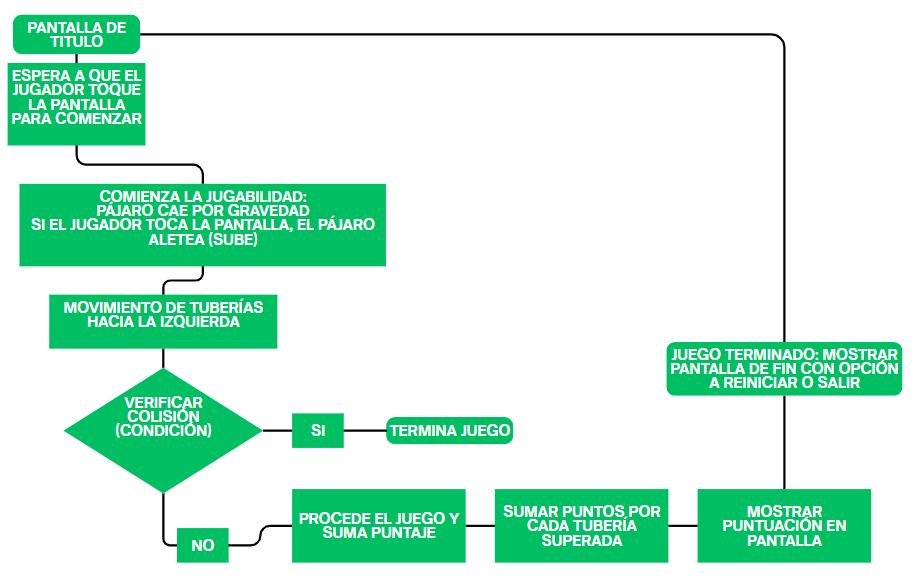 PANTALLA DE
TITULO
ESPERA A QUE EL
JUGADOR TOQUE
LA PANTALLA
PARA COMENZAR
COMIENZA LA JUGABILIDAD:
PÁJARO CAE POR GRAVEDAD
SI EL JUGADOR TOCA LA PANTALLA, EL PÁJARO
ALETEA (SUBE)
MOVIMIENTO DE TUBERÍAS
HACIA LA IZQUIERDA
VERIFICAR
COLISIÓN
(CONDICIÓN)
SI
TERMINA JUEGO
NO
PROCEDE EL JUEGO Y
SUMA PUNTAJE
SUMAR PUNTOS POR
CADA TUBERÍA
SUPERADA
MOSTRAR
PUNTUACIÓN EN
PANTALLA
JUEGO TERMINADO: MOSTRAR
PANTALLA DE FIN CON OPCIÓN
A REINICIAR O SALIR